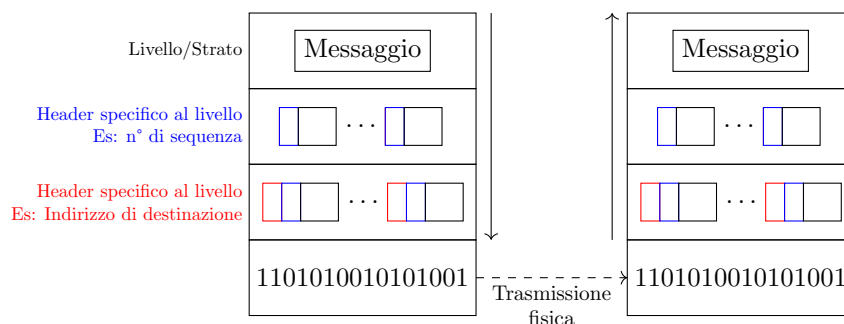 Livello/Strato
Messaggio
Messaggio
Header specifico al livello
Es: n° di sequenza
· · ·
· · ·
Header specifico al livello
Es: Indirizzo di destinazione
· · ·
· · ·
1101010010101001
1101010010101001
Trasmissione
fisica